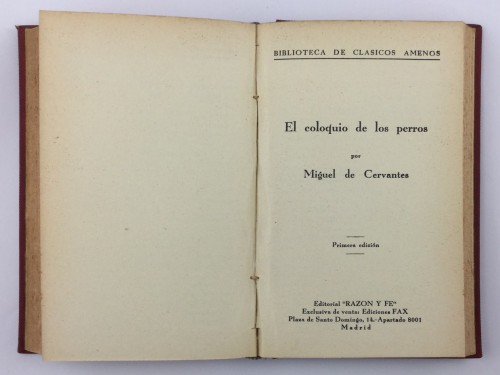 BIBLIOTECA DE CLASICOS AMENOS
El coloquio de los perros
por
Miguel de Cervantes
Primera edición
Editorial "RAZON Y FE"
Exclusiva de venta: Ediciones FAX
Plaza de Santo Domingo, 14.-Apartado 8001
Madrid